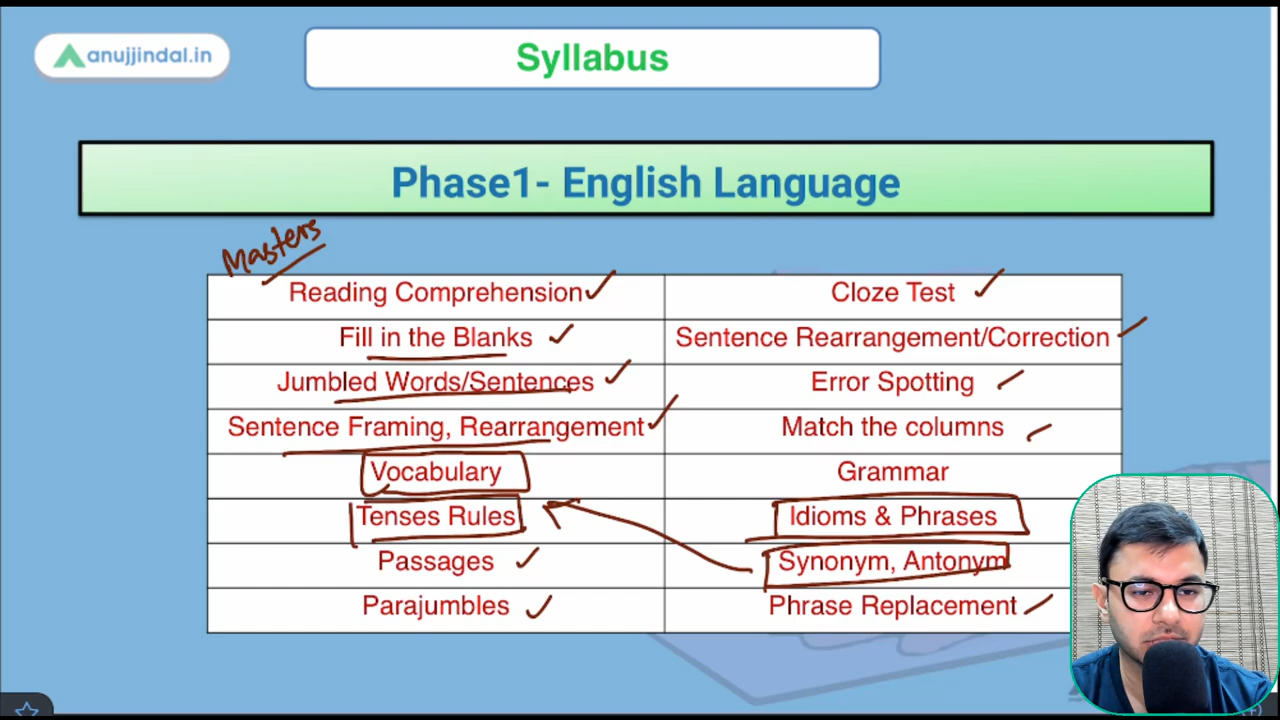 anujjindal.in
Syllabus
Phase1- English Language
Masters
Reading Comprehension
Cloze Test
Fill in the Blanks
Sentence Rearrangement/Correction
Jumbled Words/Sentences
Error Spotting
Sentence Framing, Rearrangement
Match the columns
Vocabulary
Grammar
Tenses Rules
Idioms & Phrases
Passages
Synonym, Antonym
Parajumbles
Phrase Replacement